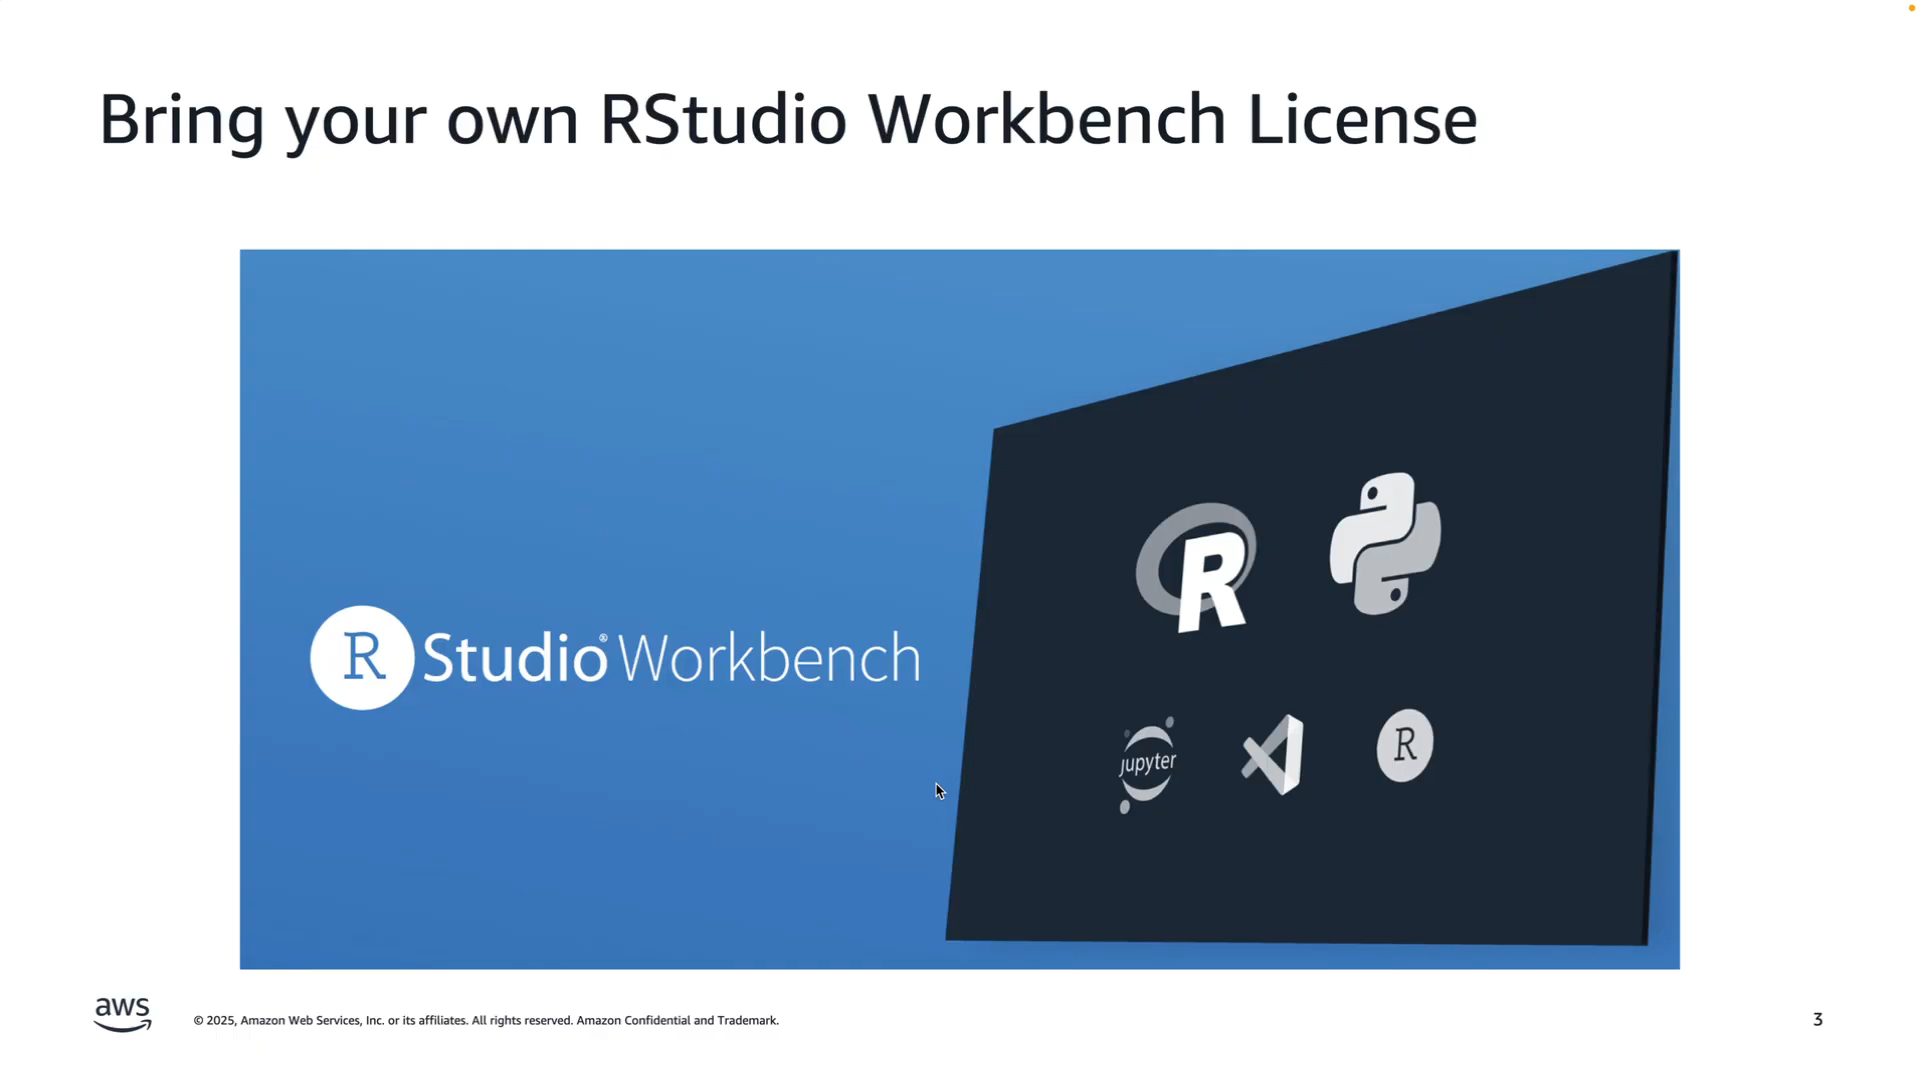 Bring your own RStudio Workbench License
R Studio® Workbench
R
jupyter
R
aws
© 2025, Amazon Web Services, Inc. or its affiliates. All rights reserved. Amazon Confidential and Trademark.
3